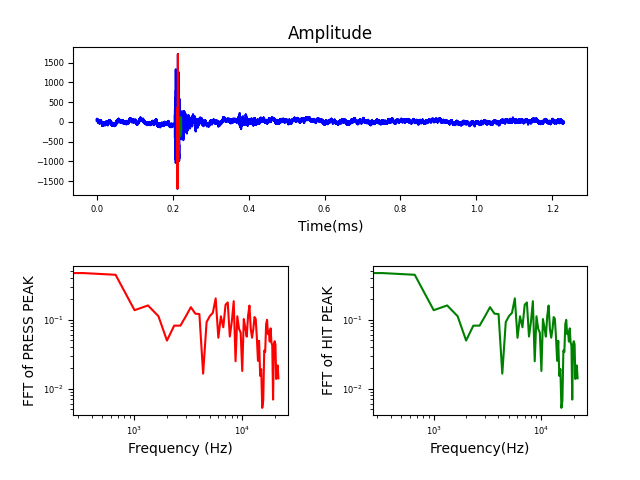 Amplitude
1500
1000
500
0
−500
−1000
−1500
0.0 0.2 0.4 0.6 0.8 1.0 1.2
Time(ms)
FFT of PRESS PEAK
10⁻¹
10⁻²
10³ 10⁴
Frequency (Hz)
FFT of HIT PEAK
10⁻¹
10⁻²
10³ 10⁴
Frequency(Hz)